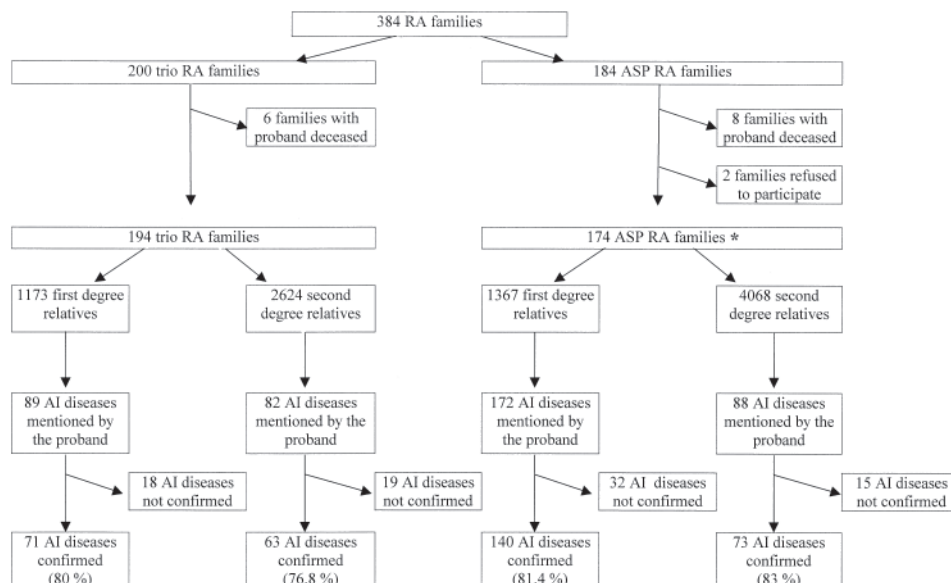 384 RA families
200 trio RA families
184 ASP RA families
6 families with
proband deceased
8 families with
proband deceased
2 families refused
to participate
194 trio RA families
174 ASP RA families *
1173 first degree
relatives
2624 second
degree relatives
1367 first degree
relatives
4068 second
degree relatives
89 AI diseases
mentioned by
the proband
82 AI diseases
mentioned by the
proband
172 AI diseases
mentioned by
the proband
88 AI diseases
mentioned by the
proband
18 AI diseases
not confirmed
19 AI diseases
not confirmed
32 AI diseases
not confirmed
15 AI diseases
not confirmed
71 AI diseases
confirmed
(80 %)
63 AI diseases
confirmed
(76.8 %)
140 AI diseases
confirmed
(81.4 %)
73 AI diseases
confirmed
(83 %)